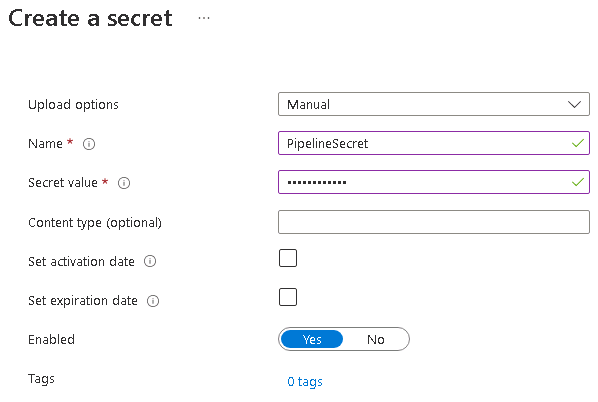 Create a secret ...
Upload options Manual
Name * PipelineSecret
Secret value * ••••••••••••
Content type (optional)
Set activation date
Set expiration date
Enabled Yes No
Tags 0 tags